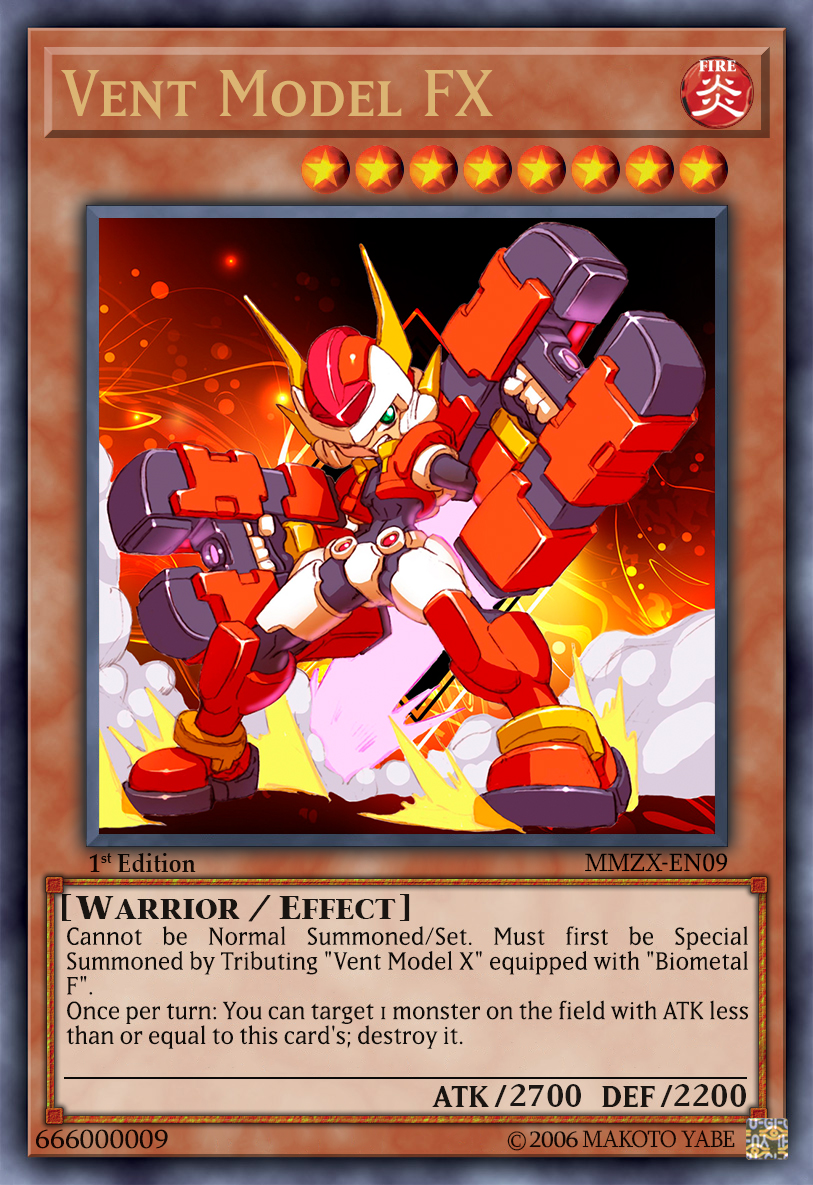 Vent Model FX
FIRE
炎
1st Edition
MMZX-EN09
[Warrior / Effect]
Cannot be Normal Summoned/Set. Must first be Special
Summoned by Tributing "Vent Model X" equipped with "Biometal
F".
Once per turn: You can target 1 monster on the field with ATK less
than or equal to this card's; destroy it.
ATK/2700 DEF/2200
666000009
©2006 MAKOTO YABE